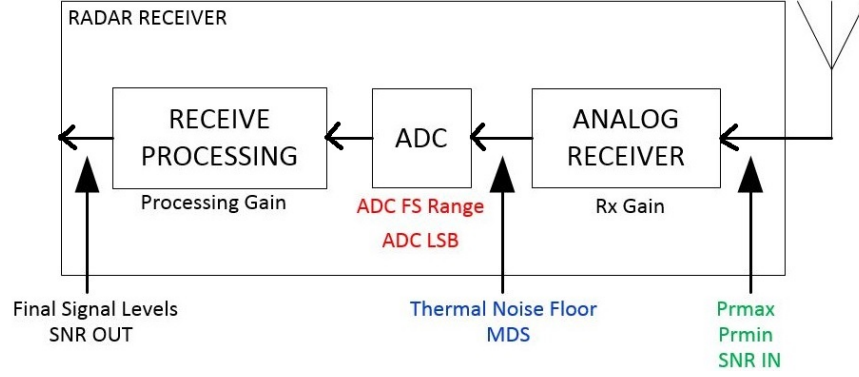 RADAR RECEIVER
RECEIVE
PROCESSING
ADC
ANALOG
RECEIVER
Processing Gain
ADC FS Range
ADC LSB
Rx Gain
Final Signal Levels
SNR OUT
Thermal Noise Floor
MDS
Prmax
Prmin
SNR IN